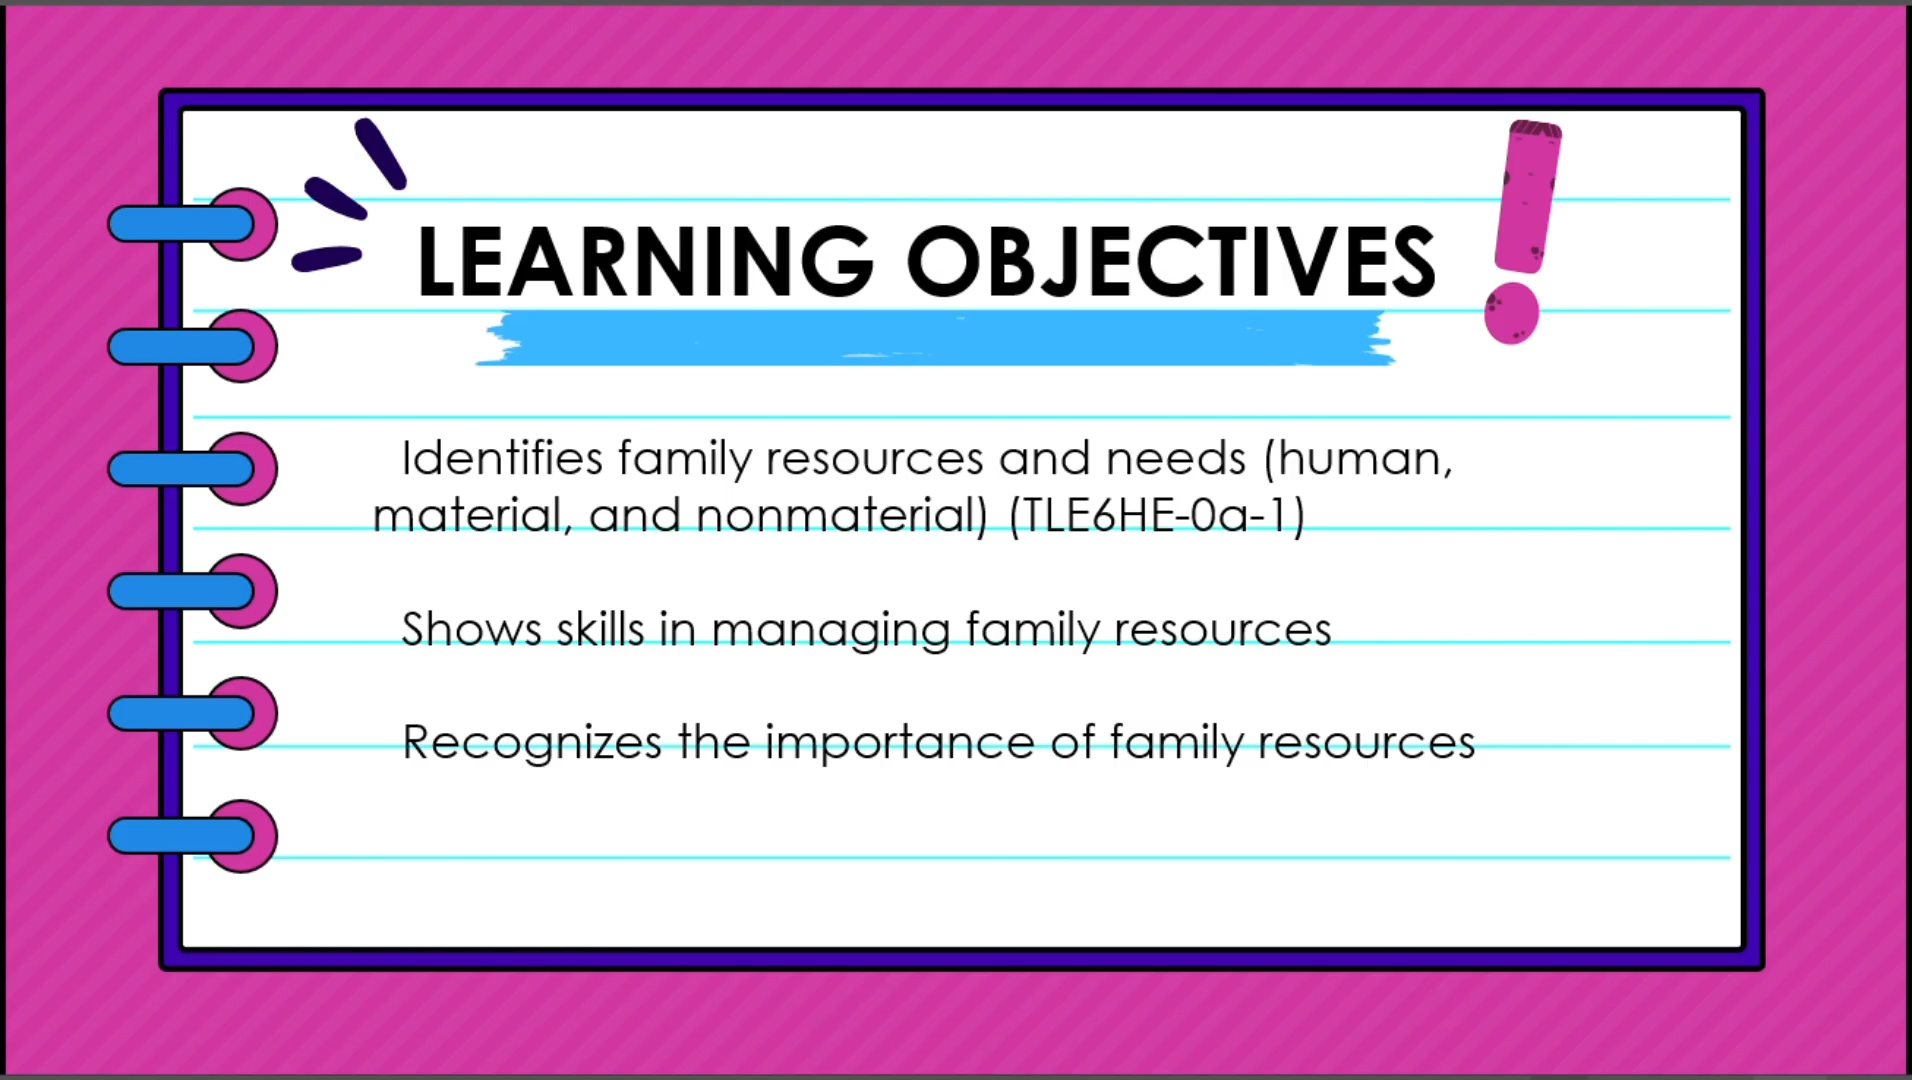 LEARNING OBJECTIVES
Identifies family resources and needs (human,
material, and nonmaterial) (TLE6HE-0a-1)
Shows skills in managing family resources
Recognizes the importance of family resources